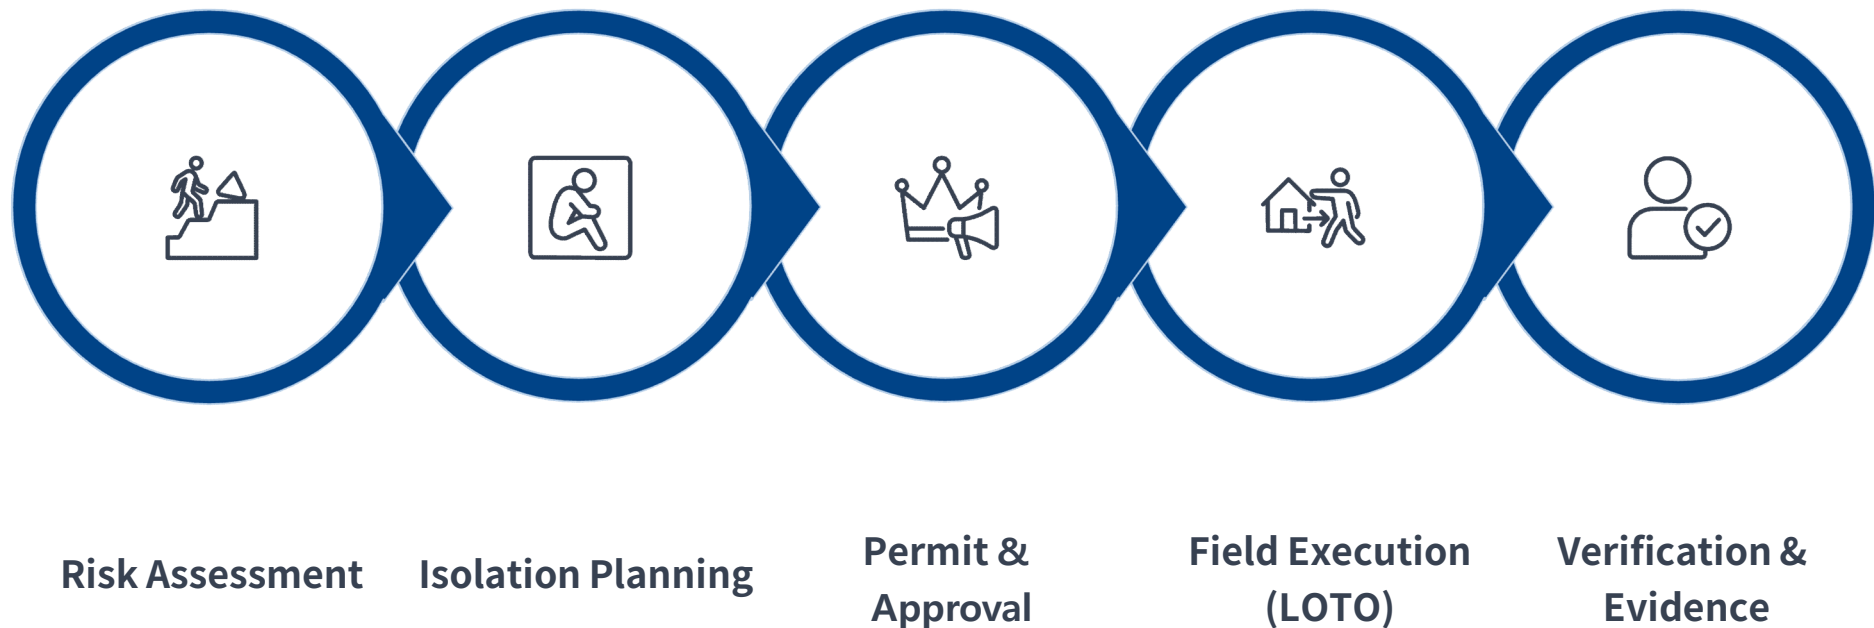 Risk Assessment
Isolation Planning
Permit &
Approval
Field Execution
(LOTO)
Verification &
Evidence